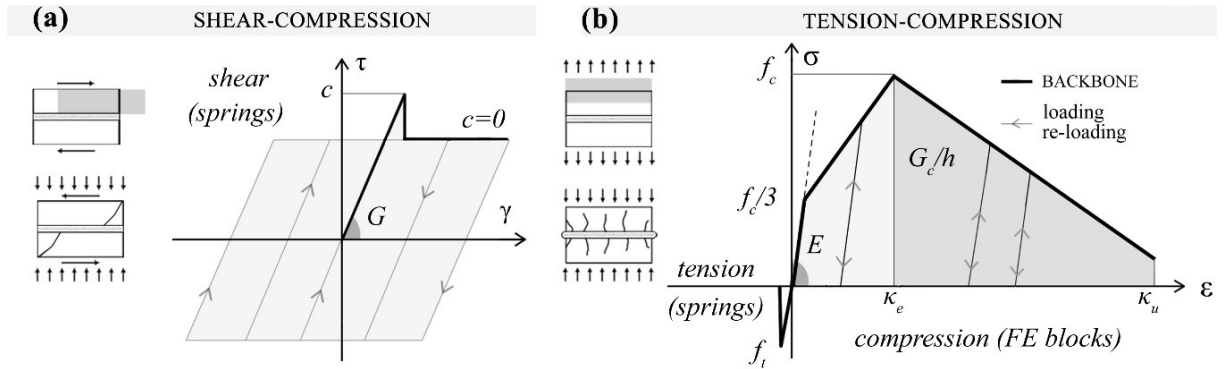 (a) SHEAR-COMPRESSION
shear
(springs)
τ
c
c=0
G
γ
(b) TENSION-COMPRESSION
f_c
σ
BACKBONE
loading
re-loading
G_c/h
f_c/3
E
tension
(springs)
κ_e
κ_u
ε
f_t
compression (FE blocks)